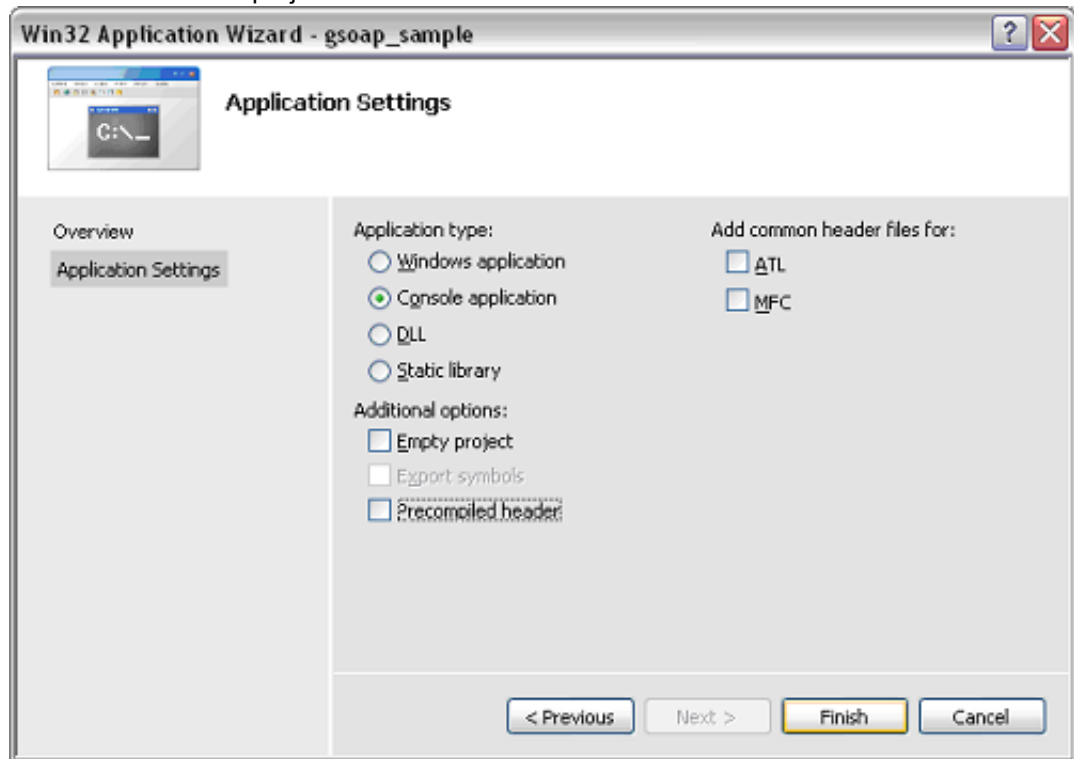 Win32 Application Wizard - gsoap_sample
C:\_
Application Settings
Overview
Application Settings
Application type:
Windows application
Console application
DLL
Static library
Additional options:
Empty project
Export symbols
Precompiled header
Add common header files for:
ATL
MFC
< Previous
Next >
Finish
Cancel